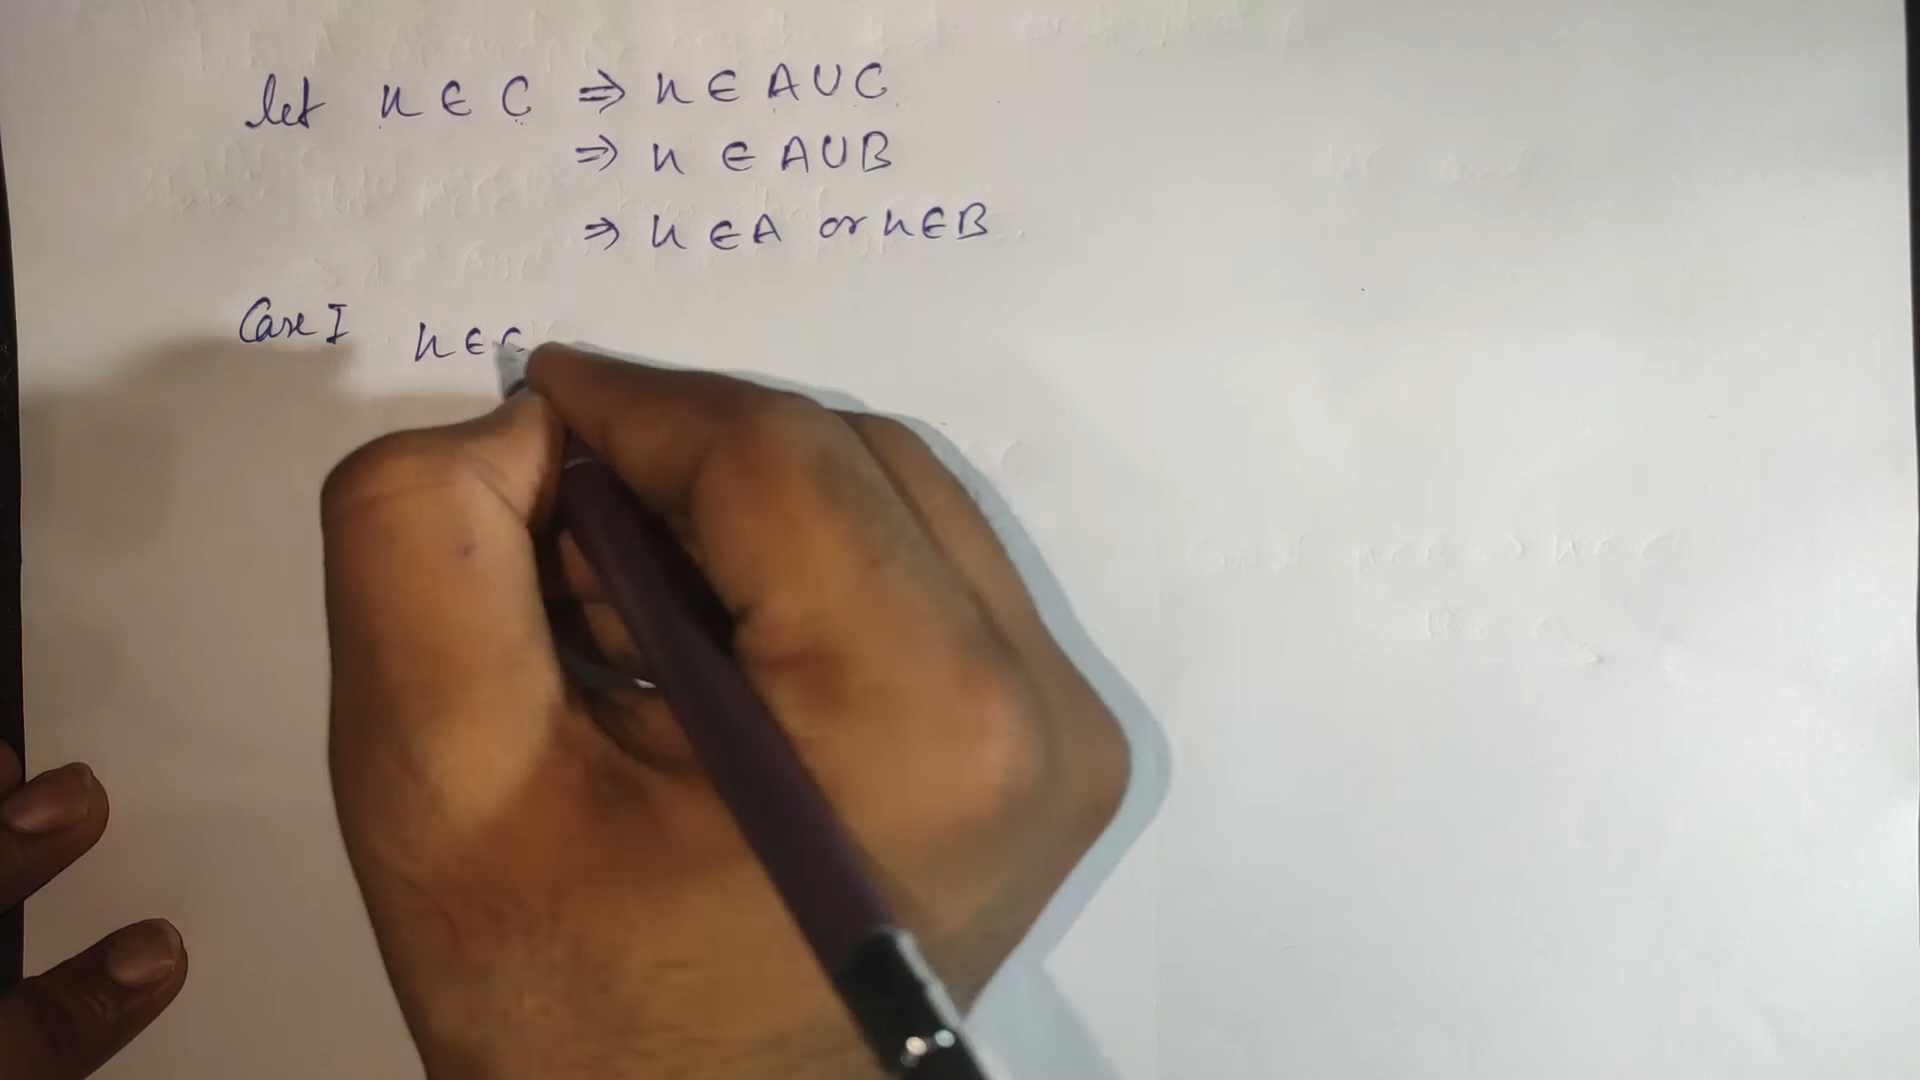 let x ∈ C ⇒ x ∈ A ∪ C
⇒ x ∈ A ∪ B
⇒ x ∈ A or x ∈ B
Case I x ∈ C